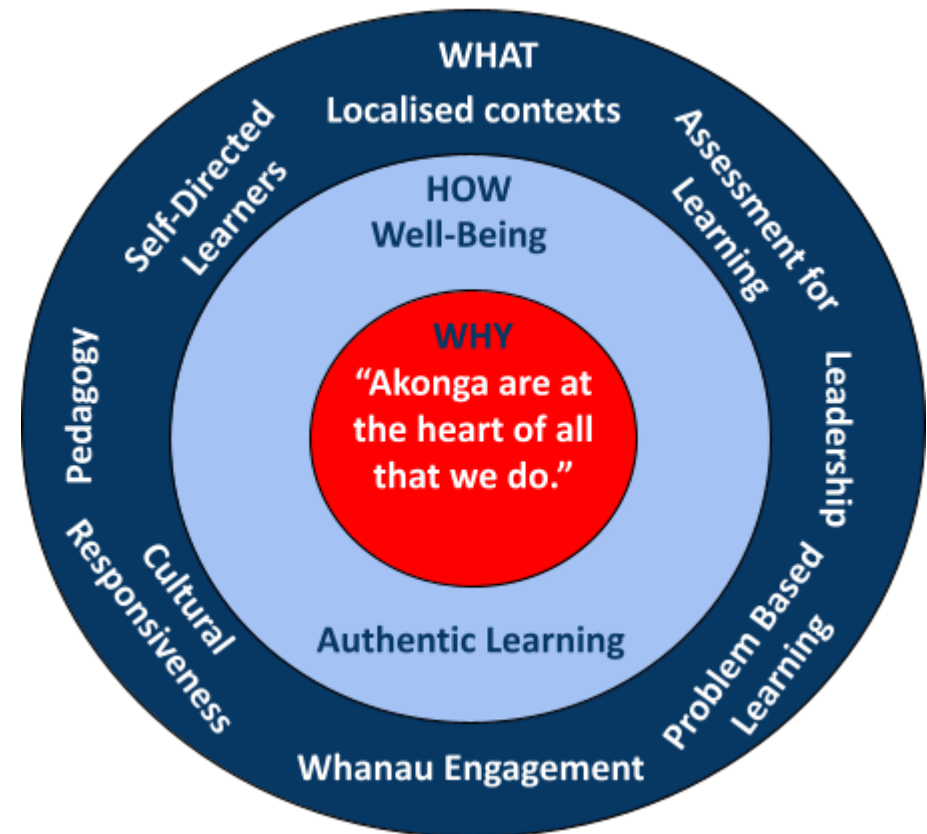 WHAT
Localised contexts
Self-Directed
Learners
Assessment for
Learning
HOW
Well-Being
WHY
“Akonga are at
the heart of all
that we do.”
Pedagogy
Leadership
Cultural
Responsiveness
Authentic Learning
Problem Based
Learning
Whanau Engagement